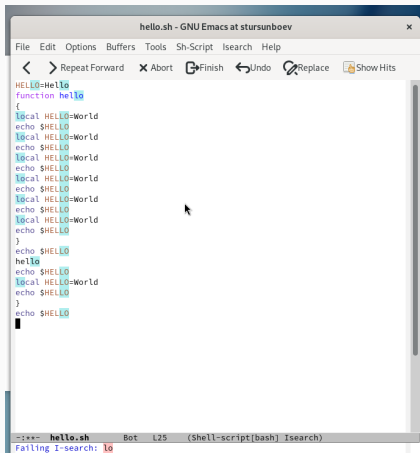 hello.sh - GNU Emacs at stursunboev
File Edit Options Buffers Tools Sh-Script Isearch Help
Repeat Forward Abort Finish Undo Replace Show Hits
HELLO=Hello
function hello
{
local HELLO=World
echo $HELLO
local HELLO=World
echo $HELLO
local HELLO=World
echo $HELLO
local HELLO=World
echo $HELLO
local HELLO=World
echo $HELLO
local HELLO=World
echo $HELLO
}
echo $HELLO
hello
echo $HELLO
local HELLO=World
echo $HELLO
}
echo $HELLO
-:**- hello.sh Bot L25 (Shell-script[bash] Isearch)
Failing I-search: lo